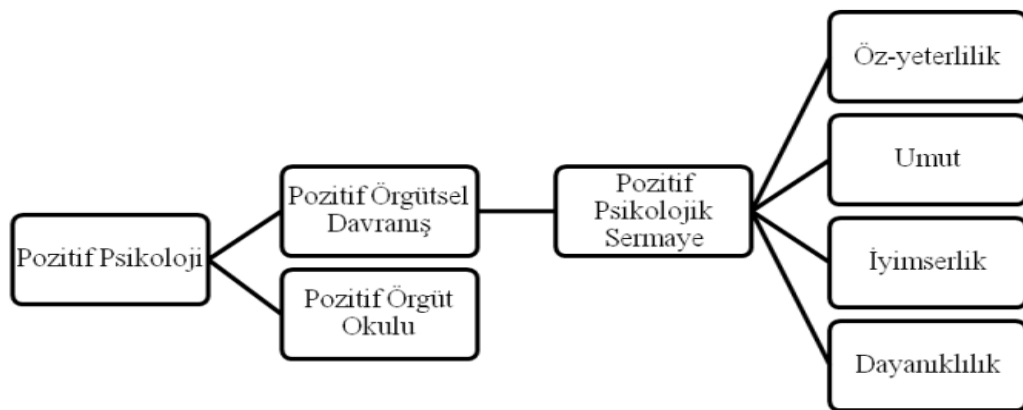 Pozitif Psikoloji
Pozitif Örgütsel
Davranış
Pozitif Örgüt
Okulu
Pozitif
Psikolojik
Sermaye
Öz-yeterlilik
Umut
İyimserlik
Dayanıklılık